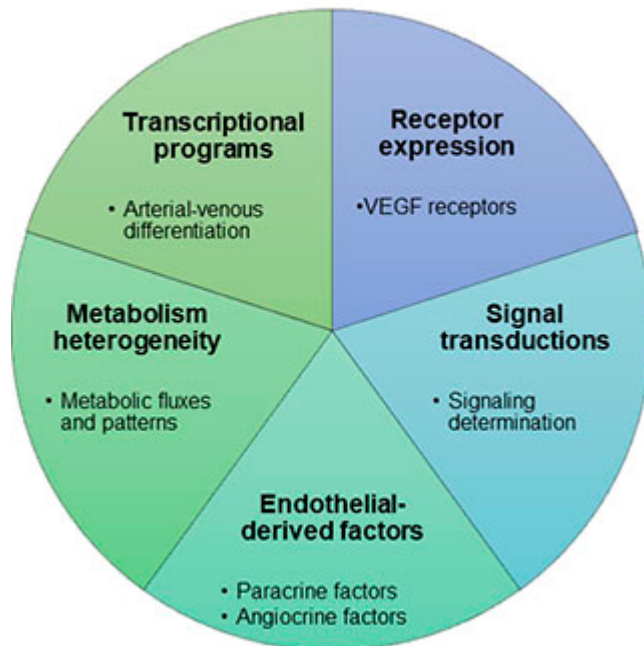 Transcriptional
programs
• Arterial-venous
differentiation
Receptor
expression
•VEGF receptors
Metabolism
heterogeneity
• Metabolic fluxes
and patterns
Signal
transductions
• Signaling
determination
Endothelial-
derived factors
• Paracrine factors
• Angiocrine factors